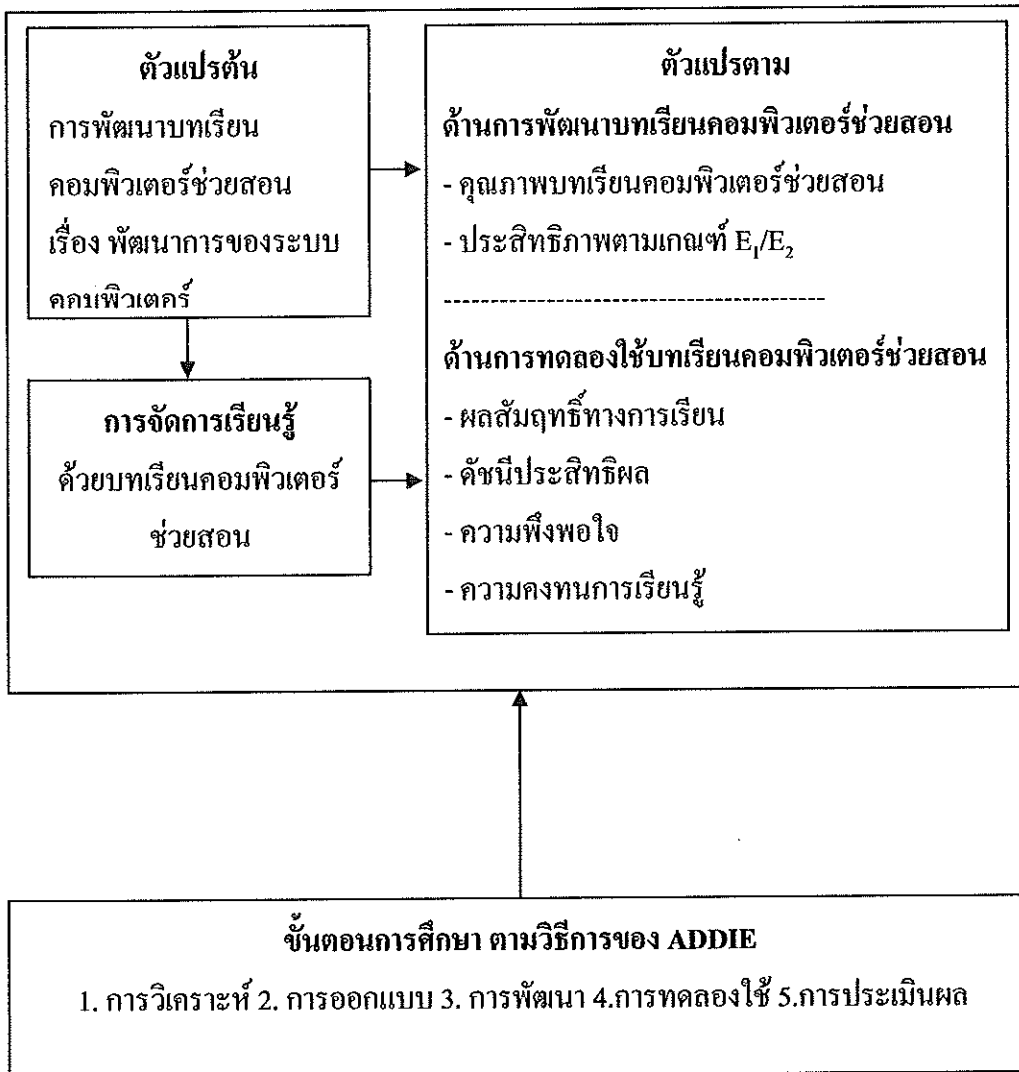 ตัวแปรต้น
การพัฒนาบทเรียน
คอมพิวเตอร์ช่วยสอน
เรื่อง พัฒนาการของระบบ
คอมพิวเตอร์
การจัดการเรียนรู้
ด้วยบทเรียนคอมพิวเตอร์
ช่วยสอน
ตัวแปรตาม
ด้านการพัฒนาบทเรียนคอมพิวเตอร์ช่วยสอน
- คุณภาพบทเรียนคอมพิวเตอร์ช่วยสอน
- ประสิทธิภาพตามเกณฑ์ E₁/E₂
ด้านการทดลองใช้บทเรียนคอมพิวเตอร์ช่วยสอน
- ผลสัมฤทธิ์ทางการเรียน
- ดัชนีประสิทธิผล
- ความพึงพอใจ
- ความคงทนการเรียนรู้
ขั้นตอนการศึกษา ตามวิธีการของ ADDIE
1. การวิเคราะห์ 2. การออกแบบ 3. การพัฒนา 4.การทดลองใช้ 5.การประเมินผล